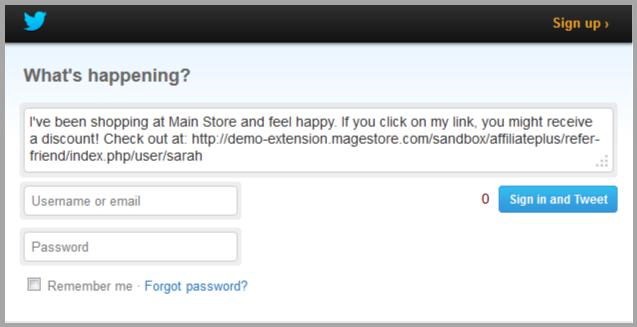 Sign up ›
What's happening?
I've been shopping at Main Store and feel happy. If you click on my link, you might receive
a discount! Check out at: http://demo-extension.magestore.com/sandbox/affiliateplus/refer-
friend/index.php/user/sarah
Username or email
0
Sign in and Tweet
Password
Remember me · Forgot password?